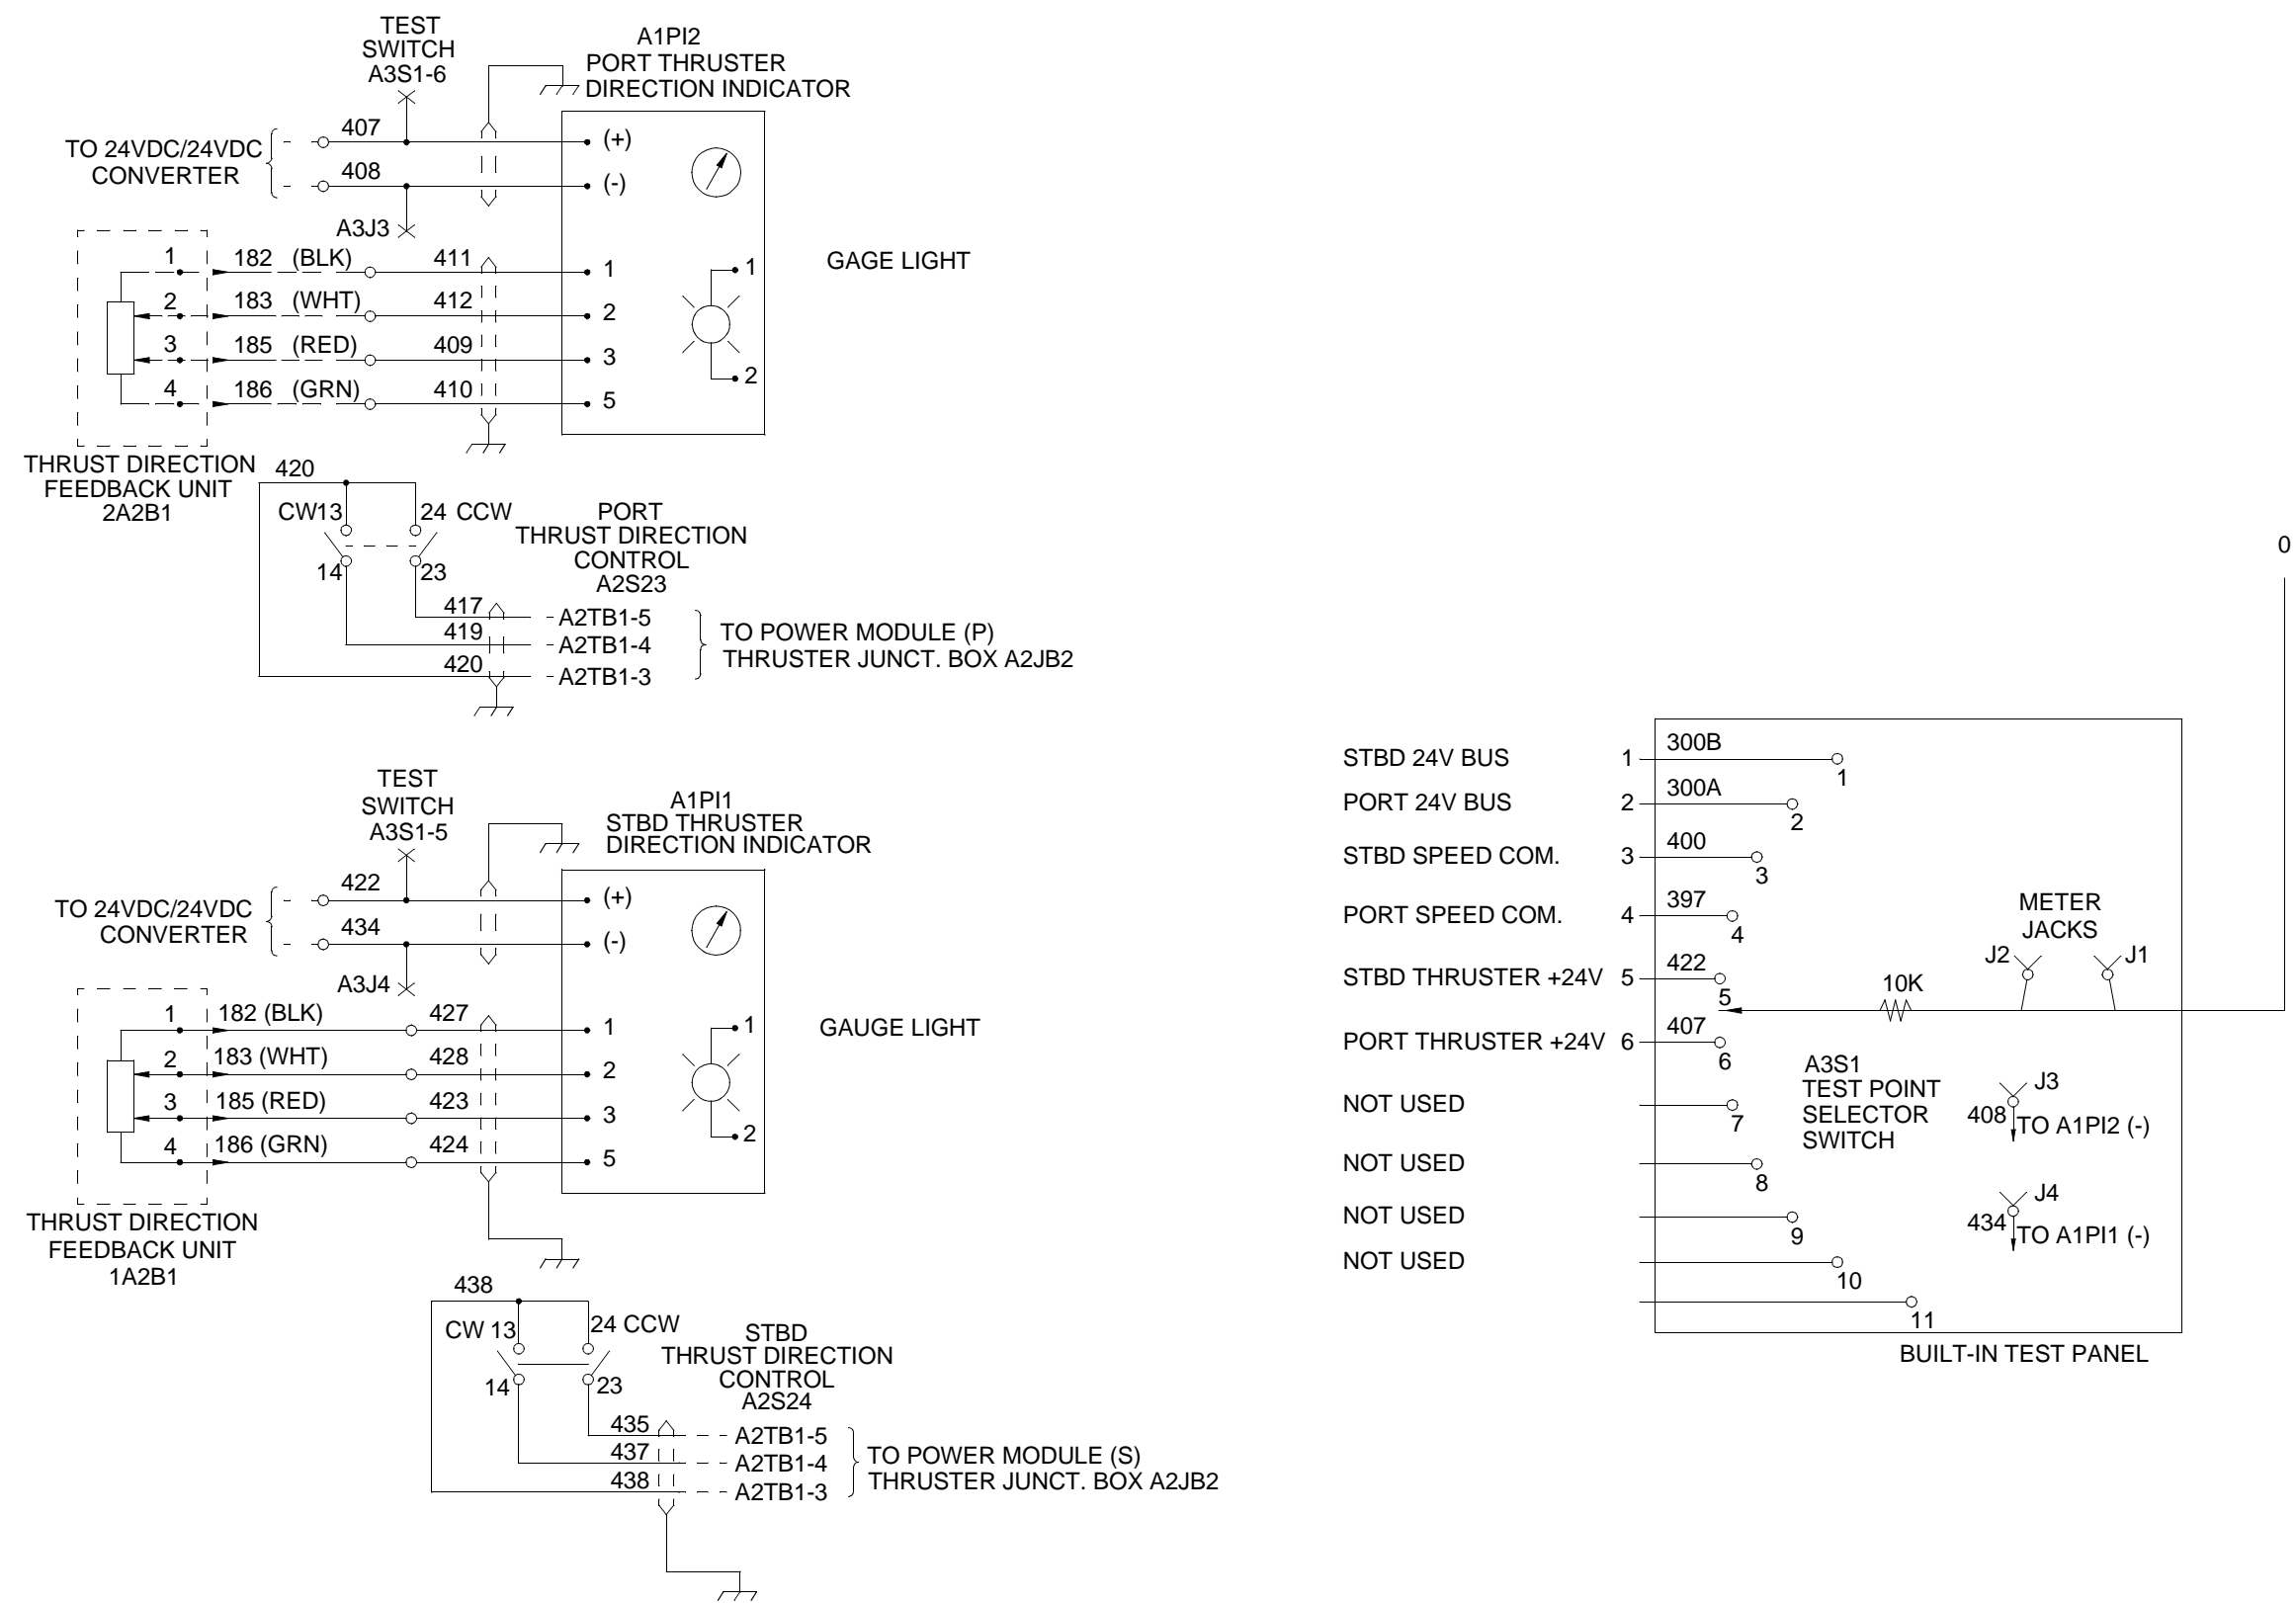 TEST
SWITCH
A3S1-6
A1PI2
PORT THRUSTER
DIRECTION INDICATOR
TO 24VDC/24VDC
CONVERTER
407
408
(+)
(-)
A3J3
1 182 (BLK) 411 1
2 183 (WHT) 412 2
3 185 (RED) 409 3
4 186 (GRN) 410 5
1
2
GAGE LIGHT
THRUST DIRECTION
FEEDBACK UNIT
2A2B1
420
CW13
24 CCW
14
23
PORT
THRUST DIRECTION
CONTROL
A2S23
417 A2TB1-5
419 A2TB1-4
420 A2TB1-3
TO POWER MODULE (P)
THRUSTER JUNCT. BOX A2JB2
TEST
SWITCH
A3S1-5
A1PI1
STBD THRUSTER
DIRECTION INDICATOR
TO 24VDC/24VDC
CONVERTER
422
434
(+)
(-)
A3J4
1 182 (BLK) 427 1
2 183 (WHT) 428 2
3 185 (RED) 423 3
4 186 (GRN) 424 5
1
2
GAUGE LIGHT
THRUST DIRECTION
FEEDBACK UNIT
1A2B1
438
CW 13
24 CCW
14
23
STBD
THRUST DIRECTION
CONTROL
A2S24
435 A2TB1-5
437 A2TB1-4
438 A2TB1-3
TO POWER MODULE (S)
THRUSTER JUNCT. BOX A2JB2
0
STBD 24V BUS 1 300B 1
PORT 24V BUS 2 300A 2
STBD SPEED COM. 3 400 3
PORT SPEED COM. 4 397 4
STBD THRUSTER +24V 5 422 5
PORT THRUSTER +24V 6 407 6
NOT USED 7
NOT USED 8
NOT USED 9
NOT USED 10
11
METER
JACKS
J2
J1
10K
A3S1
TEST POINT
SELECTOR
SWITCH
J3
408 TO A1PI2 (-)
J4
434 TO A1PI1 (-)
BUILT-IN TEST PANEL